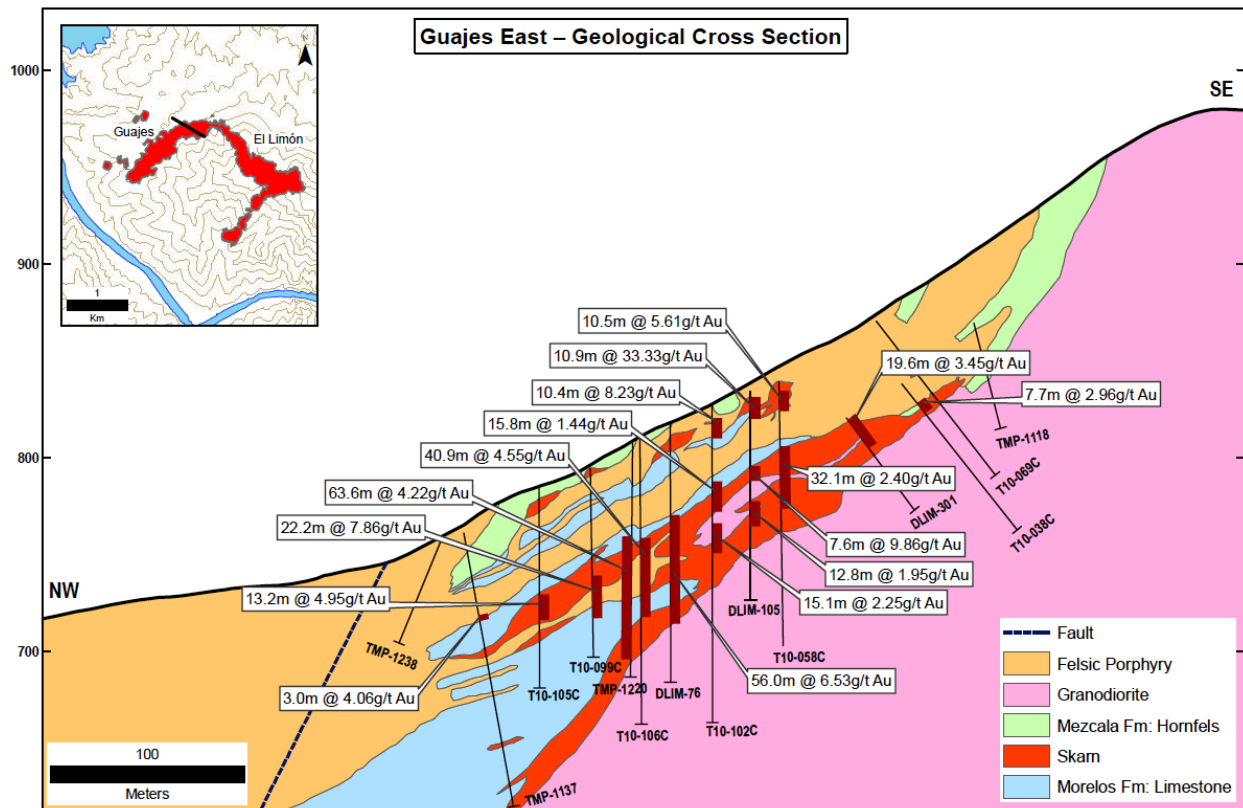 Guajes East – Geological Cross Section
N
Guajes
El Limón
1
Km
1000
900
800
700
NW
SE
10.5m @ 5.61g/t Au
10.9m @ 33.33g/t Au
10.4m @ 8.23g/t Au
15.8m @ 1.44g/t Au
40.9m @ 4.55g/t Au
63.6m @ 4.22g/t Au
22.2m @ 7.86g/t Au
13.2m @ 4.95g/t Au
3.0m @ 4.06g/t Au
19.6m @ 3.45g/t Au
7.7m @ 2.96g/t Au
32.1m @ 2.40g/t Au
7.6m @ 9.86g/t Au
12.8m @ 1.95g/t Au
15.1m @ 2.25g/t Au
56.0m @ 6.53g/t Au
TMP-1238
TMP-1137
T10-105C
T10-099C
TMP-1220
T10-106C
DLIM-76
T10-102C
DLIM-105
T10-058C
DLIM-301
T10-038C
T10-069C
TMP-1118
100
Meters
Fault
Felsic Porphyry
Granodiorite
Mezcala Fm: Hornfels
Skarn
Morelos Fm: Limestone